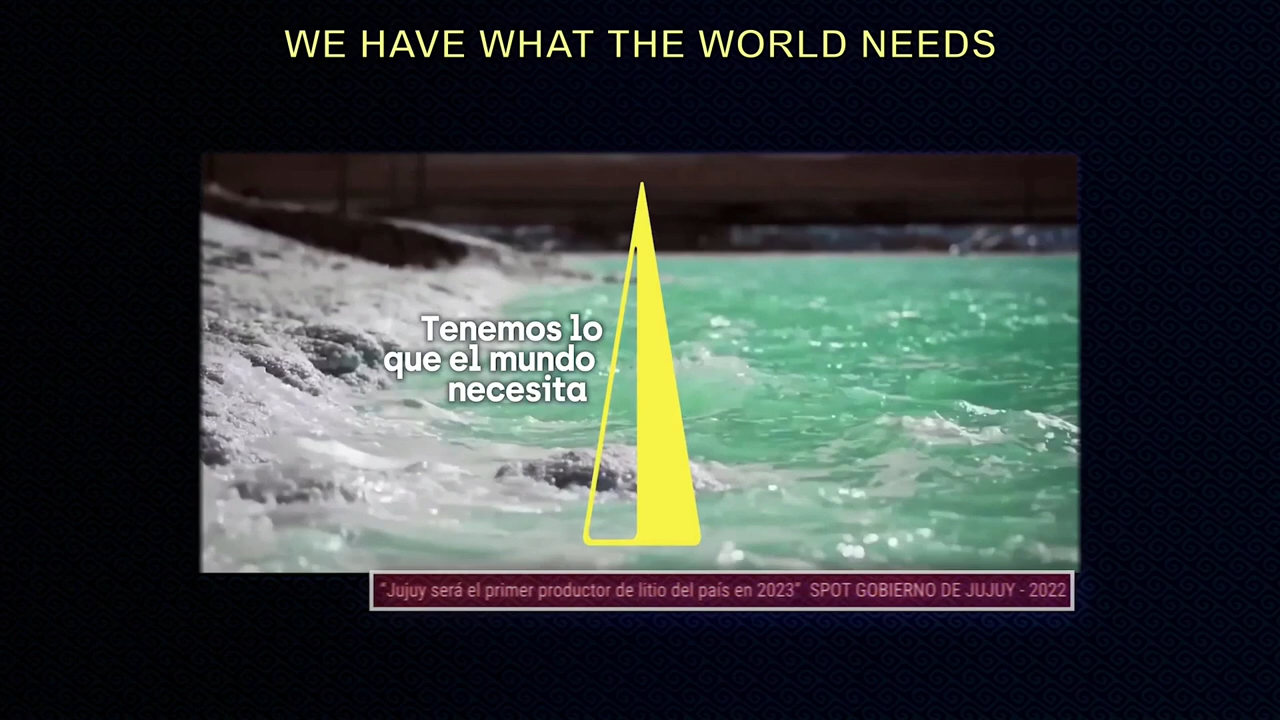 WE HAVE WHAT THE WORLD NEEDS
Tenemos lo
que el mundo
necesita
"Jujuy será el primer productor de litio del país en 2023" SPOT GOBIERNO DE JUJUY - 2022